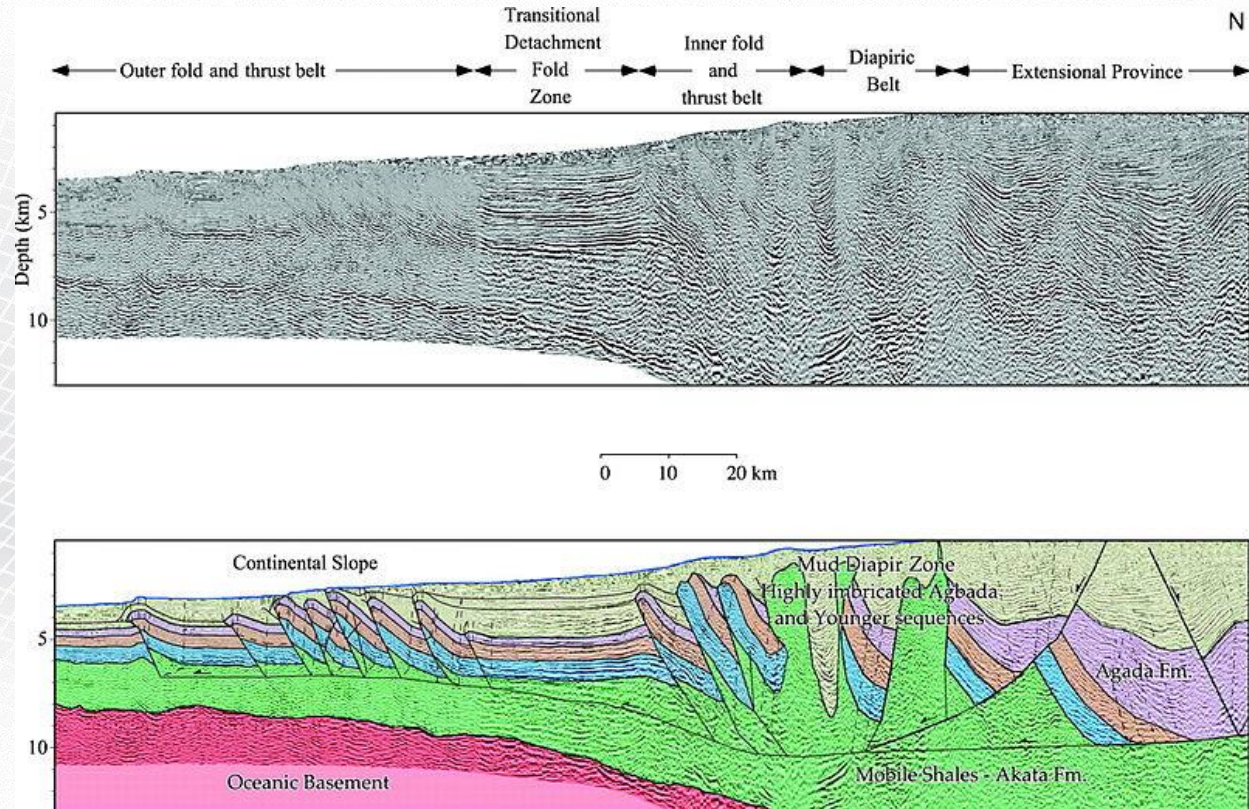 N
Outer fold and thrust belt
Transitional
Detachment
Fold
Zone
Inner fold
and
thrust belt
Diapiric
Belt
Extensional Province
Depth (km)
5
10
0 10 20 km
Continental Slope
Mud Diapir Zone
Highly imbricated Agbada
and Younger sequences
5
Agada Fm.
10
Oceanic Basement
Mobile Shales - Akata Fm.